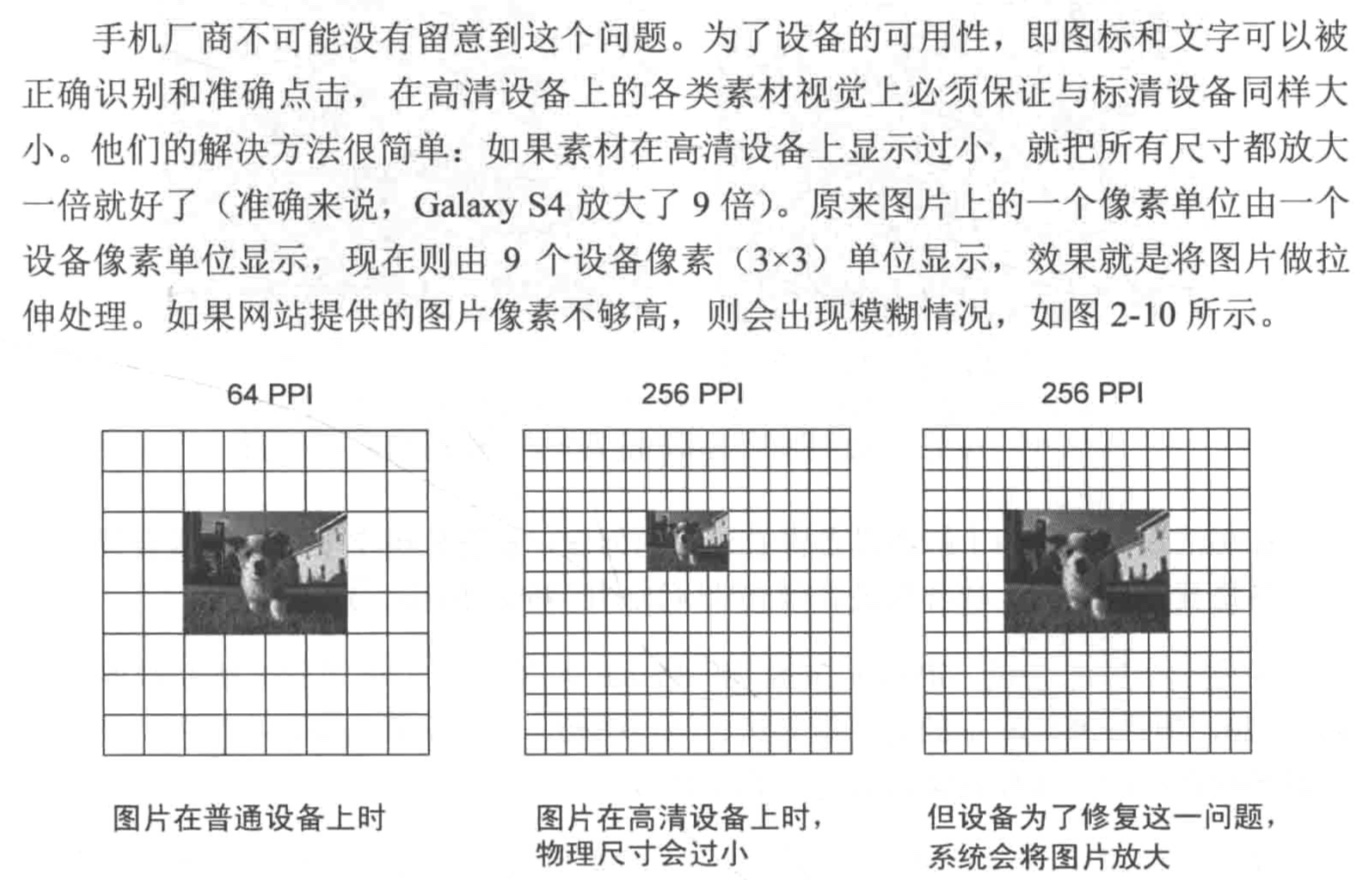 手机厂商不可能没有留意到这个问题。为了设备的可用性，即图标和文字可以被
正确识别和准确点击，在高清设备上的各类素材视觉上必须保证与标清设备同样大
小。他们的解决方法很简单：如果素材在高清设备上显示过小，就把所有尺寸都放大
一倍就好了（准确来说，Galaxy S4 放大了 9 倍）。原来图片上的一个像素单位由一个
设备像素单位显示，现在则由 9 个设备像素（3×3）单位显示，效果就是将图片做拉
伸处理。如果网站提供的图片像素不够高，则会出现模糊情况，如图 2-10 所示。
64 PPI
256 PPI
256 PPI
图片在普通设备上时
图片在高清设备上时，
物理尺寸会过小
但设备为了修复这一问题，
系统会将图片放大